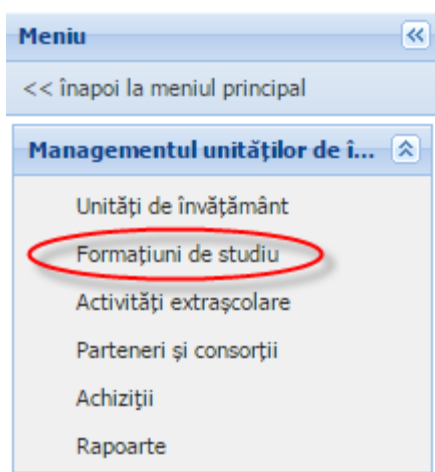 Meniu
<< înapoi la meniul principal
Managementul unităţilor de î...
Unităţi de învăţământ
Formaţiuni de studiu
Activităţi extraşcolare
Parteneri şi consorţii
Achiziţii
Rapoarte